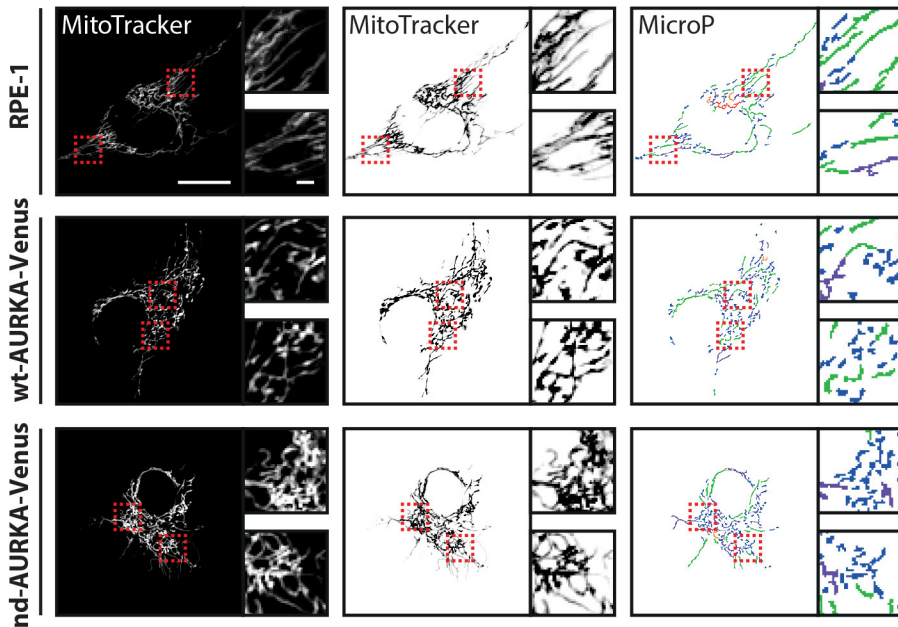 MitoTracker
MitoTracker
MicroP
RPE-1
wt-AURKA-Venus
nd-AURKA-Venus